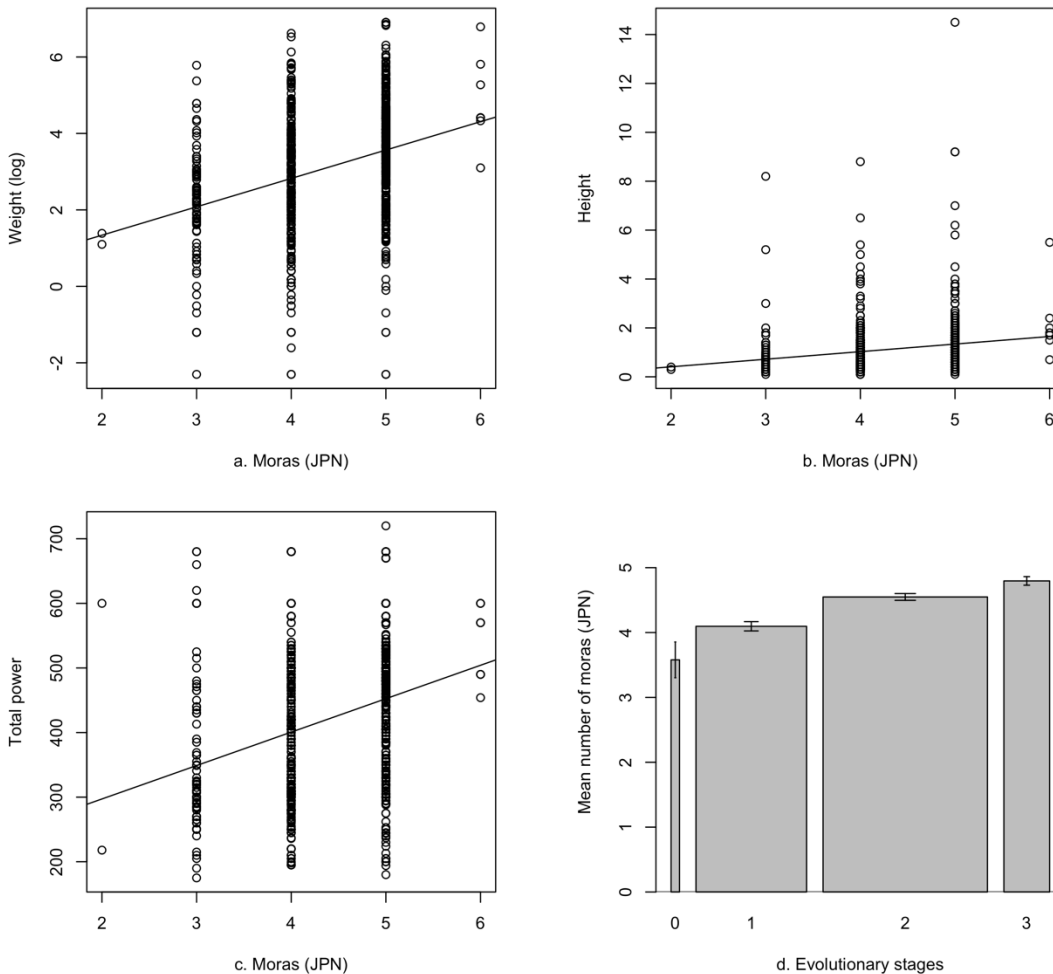 Weight (log)
6
4
2
0
-2
2 3 4 5 6
a. Moras (JPN)
Height
14
12
10
8
6
4
2
0
2 3 4 5 6
b. Moras (JPN)
Total power
700
600
500
400
300
200
2 3 4 5 6
c. Moras (JPN)
Mean number of moras (JPN)
5
4
3
2
1
0
0 1 2 3
d. Evolutionary stages